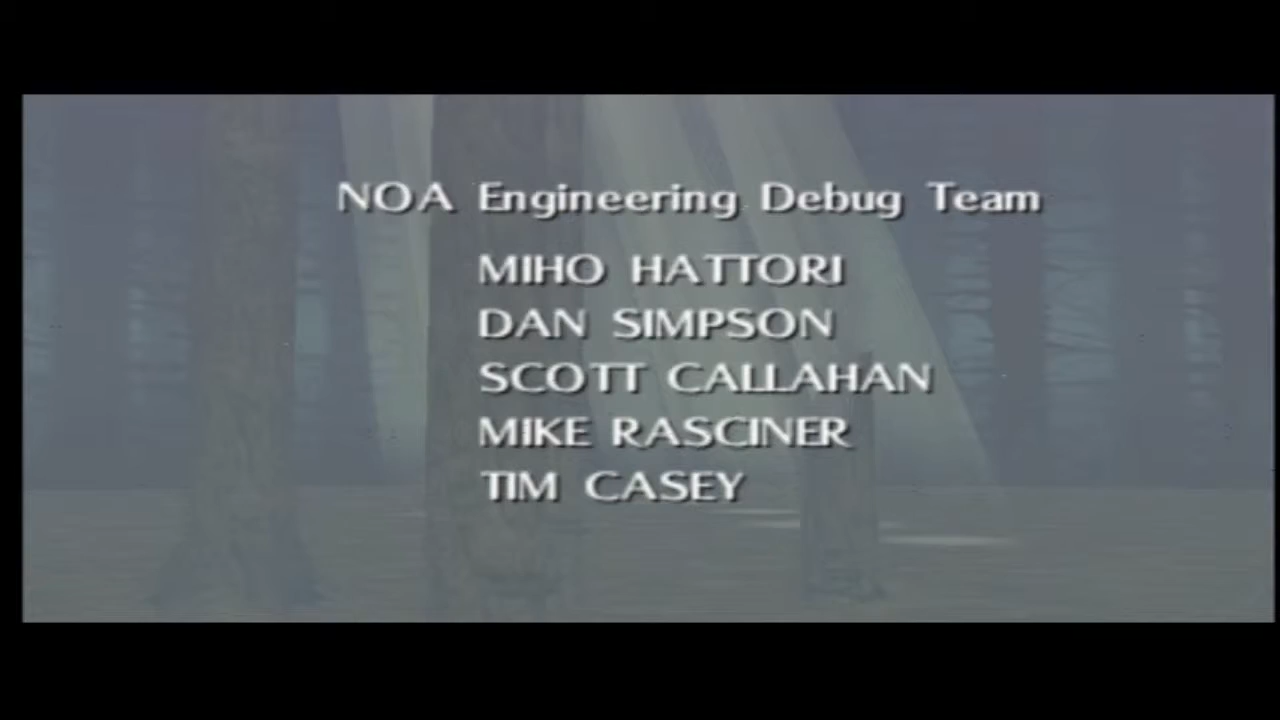 NOA Engineering Debug Team
MIHO HATTORI
DAN SIMPSON
SCOTT CALLAHAN
MIKE RASCINER
TIM CASEY